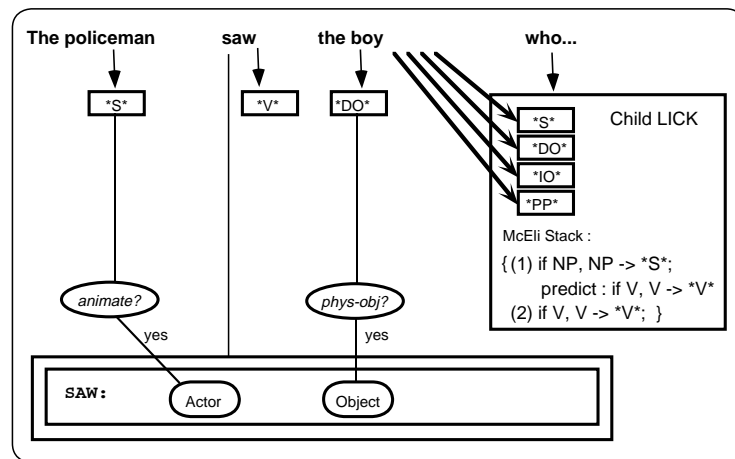 The policeman saw the boy who...
*S* *V* *DO*
*S* Child LICK
*DO*
*IO*
*PP*
McEli Stack :
{ (1) if NP, NP -> *S*;
predict : if V, V -> *V*
(2) if V, V -> *V*; }
animate? phys-obj?
yes yes
SAW: Actor Object